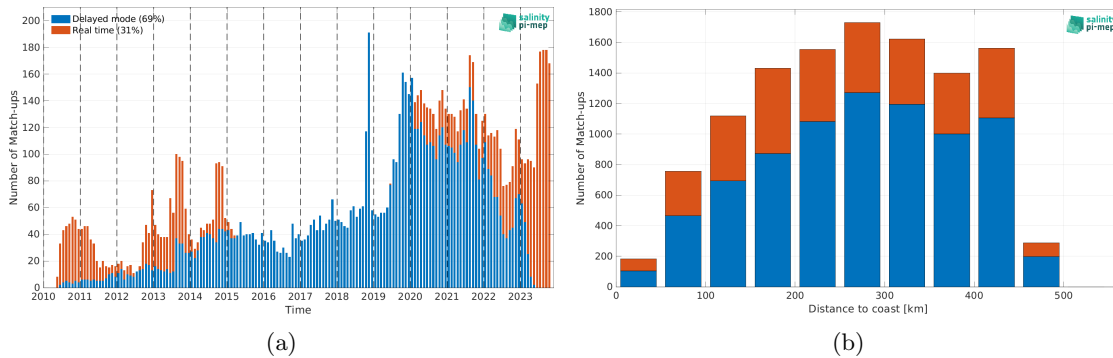 Delayed mode (69%)
Real time (31%)
salinity
pi-mep
Number of Match-ups
210
200
180
160
140
120
100
80
60
40
20
0
2010 2011 2012 2013 2014 2015 2016 2017 2018 2019 2020 2021 2022 2023
Time
(a)
salinity
pi-mep
Number of Match-ups
1800
1600
1400
1200
1000
800
600
400
200
0
0 100 200 300 400 500
Distance to coast [km]
(b)